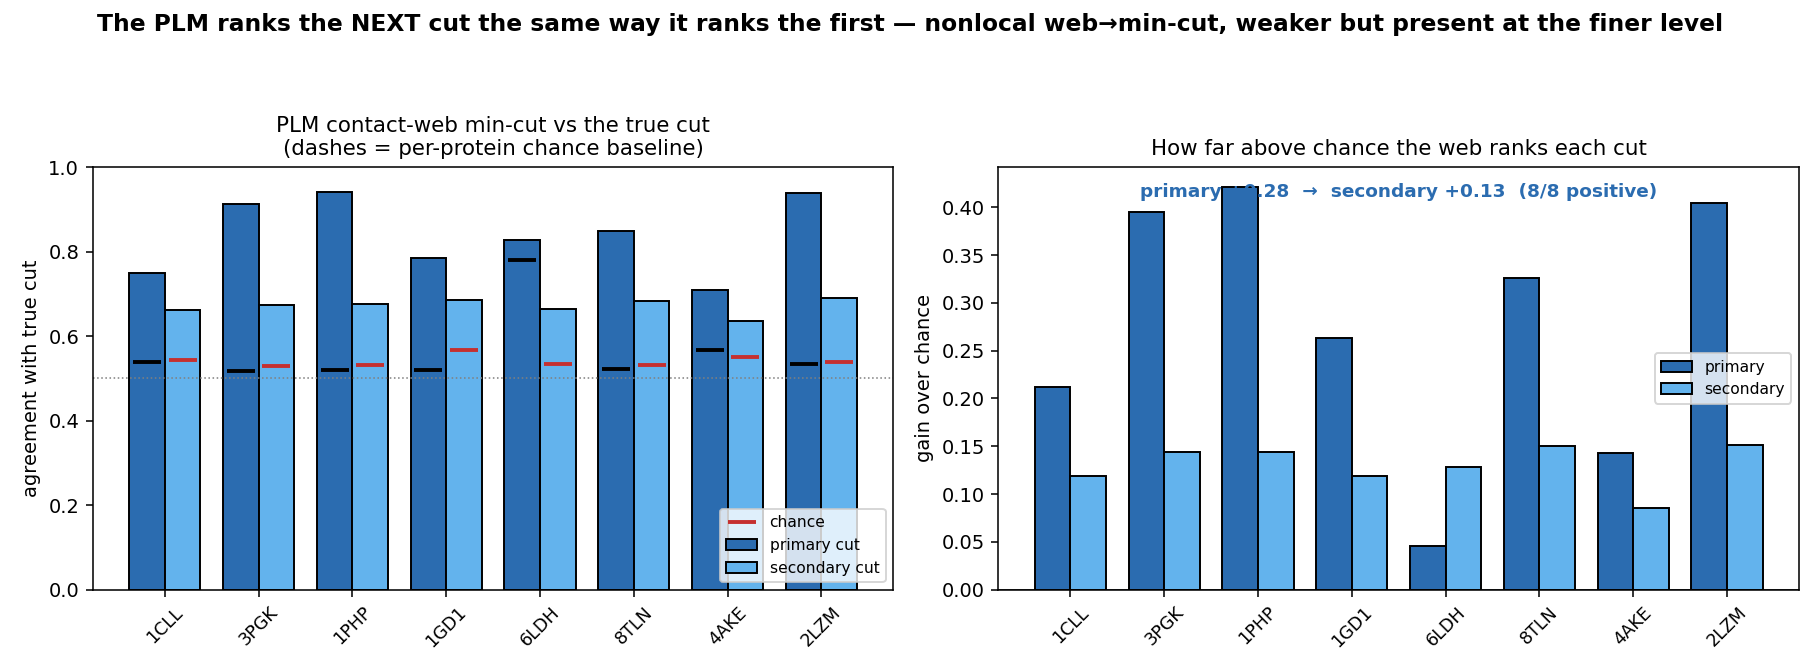 The PLM ranks the NEXT cut the same way it ranks the first — nonlocal web→min-cut, weaker but present at the finer level
PLM contact-web min-cut vs the true cut
(dashes = per-protein chance baseline)
agreement with true cut
1.0
0.8
0.6
0.4
0.2
0.0
chance
primary cut
secondary cut
1CLL
3PGK
1PHP
1GD1
6LDH
8TLN
4AKE
2LZM
How far above chance the web ranks each cut
primary 0.28 → secondary +0.13 (8/8 positive)
gain over chance
0.40
0.35
0.30
0.25
0.20
0.15
0.10
0.05
0.00
primary
secondary
1CLL
3PGK
1PHP
1GD1
6LDH
8TLN
4AKE
2LZM